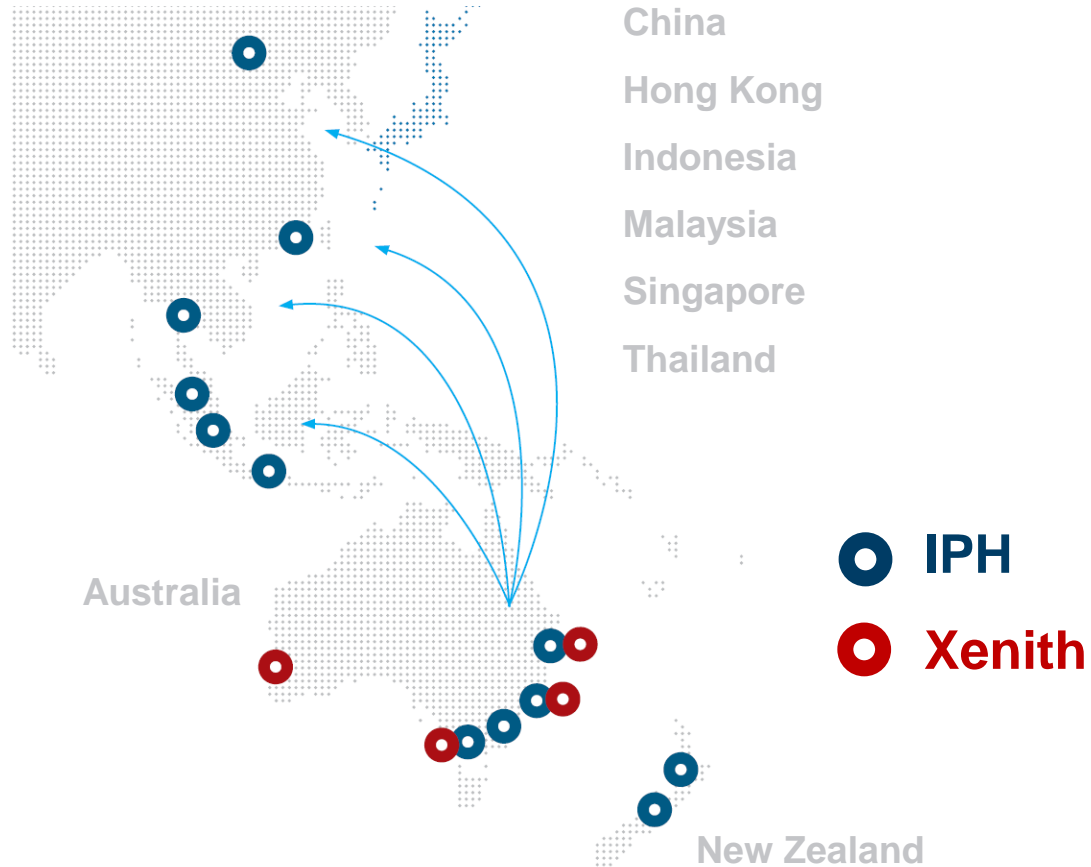 China
Hong Kong
Indonesia
Malaysia
Singapore
Thailand
IPH
Australia
Xenith
New Zealand